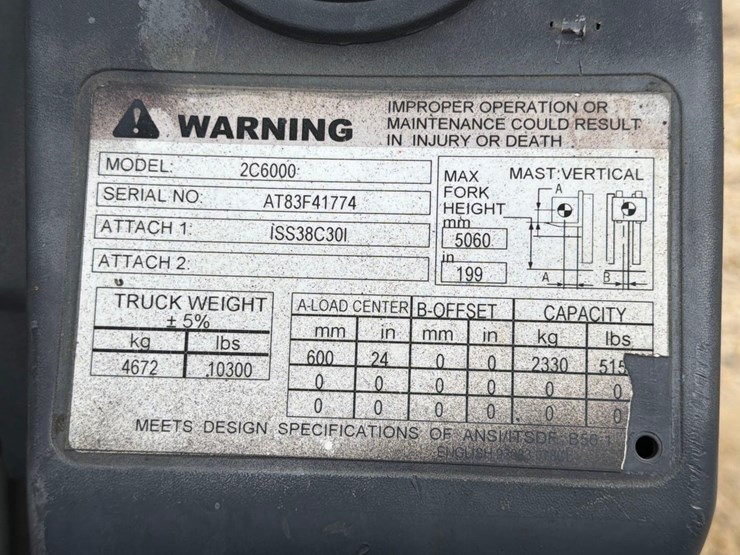 WARNING
IMPROPER OPERATION OR
MAINTENANCE COULD RESULT
IN INJURY OR DEATH
MODEL: 2C6000
SERIAL NO: AT83F41774
ATTACH 1: ISS38C30I
ATTACH 2:
MAX
FORK
HEIGHT
mm
5060
in
199
MAST:VERTICAL
A
A B
TRUCK WEIGHT
± 5%
kg lbs
4672 10300
A-LOAD CENTER B-OFFSET CAPACITY
mm in mm in kg lbs
600 24 0 0 2330 515
0 0 0 0 0 0
0 0 0 0 0 0
MEETS DESIGN SPECIFICATIONS OF ANSI/ITSDF B56.1
ENGLISH